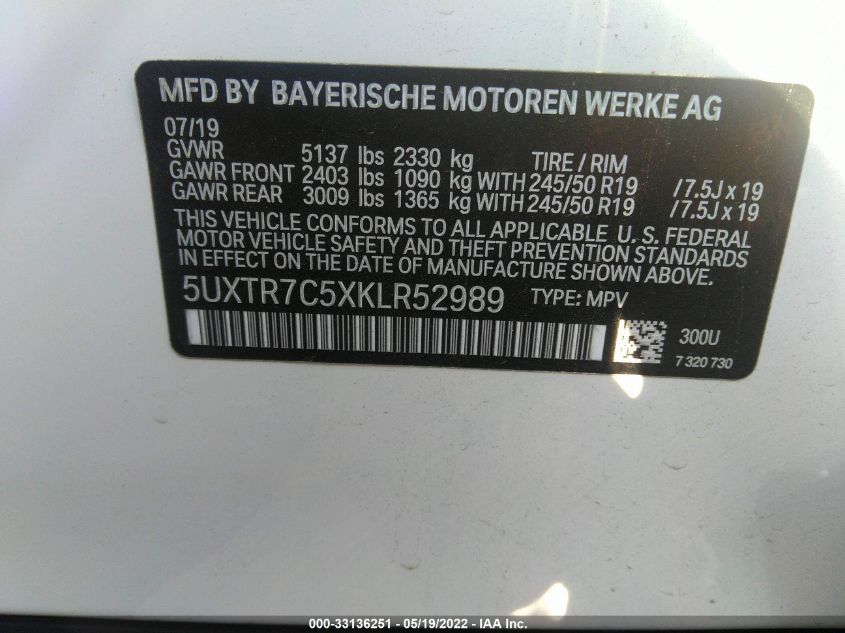 MFD BY BAYERISCHE MOTOREN WERKE AG
07/19
GVWR 5137 lbs 2330 kg TIRE / RIM
GAWR FRONT 2403 lbs 1090 kg WITH 245/50 R19 /7.5J x 19
GAWR REAR 3009 lbs 1365 kg WITH 245/50 R19 /7.5J x 19
THIS VEHICLE CONFORMS TO ALL APPLICABLE U.S. FEDERAL
MOTOR VEHICLE SAFETY AND THEFT PREVENTION STANDARDS
IN EFFECT ON THE DATE OF MANUFACTURE SHOWN ABOVE.
5UXTR7C5XKLR52989 TYPE: MPV
300U
7 320 730
000-33136251 - 05/19/2022 - IAA Inc.